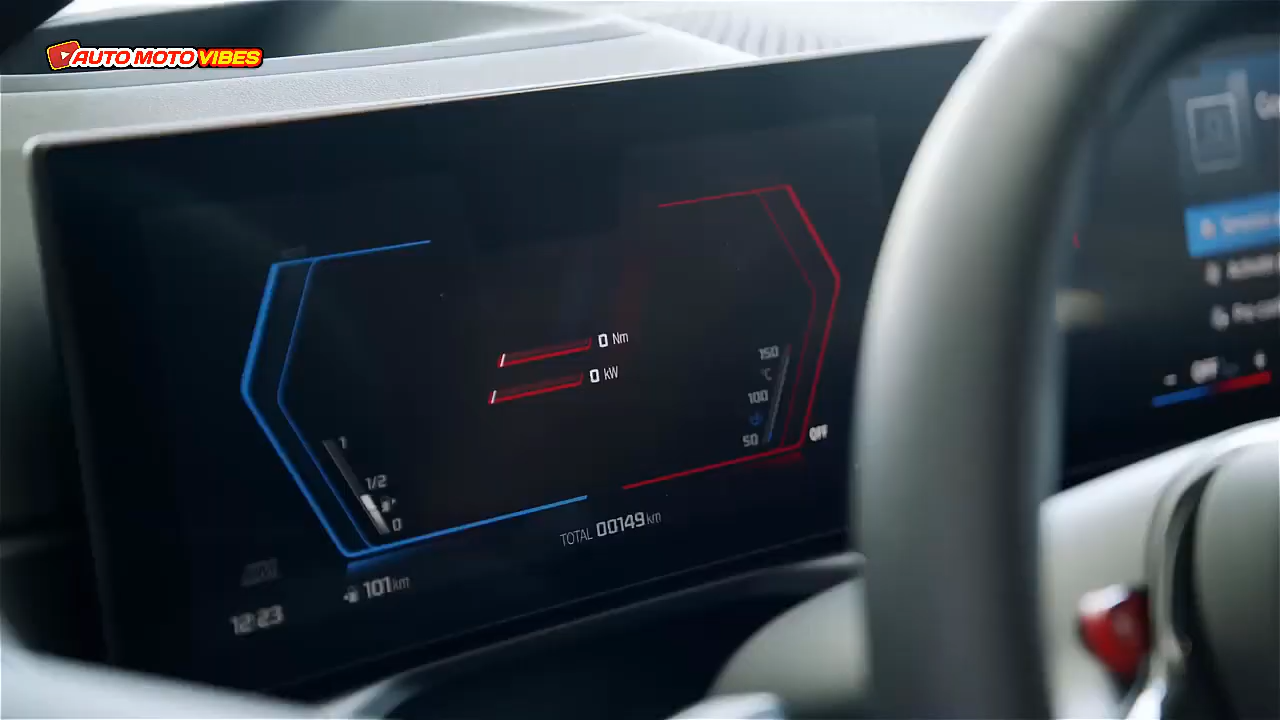 AUTO MOTO VIBES
0 Nm
0 kW
150
°C
100
50
OFF
1
1/2
0
TOTAL 00149 km
101 km
12:23
OFF